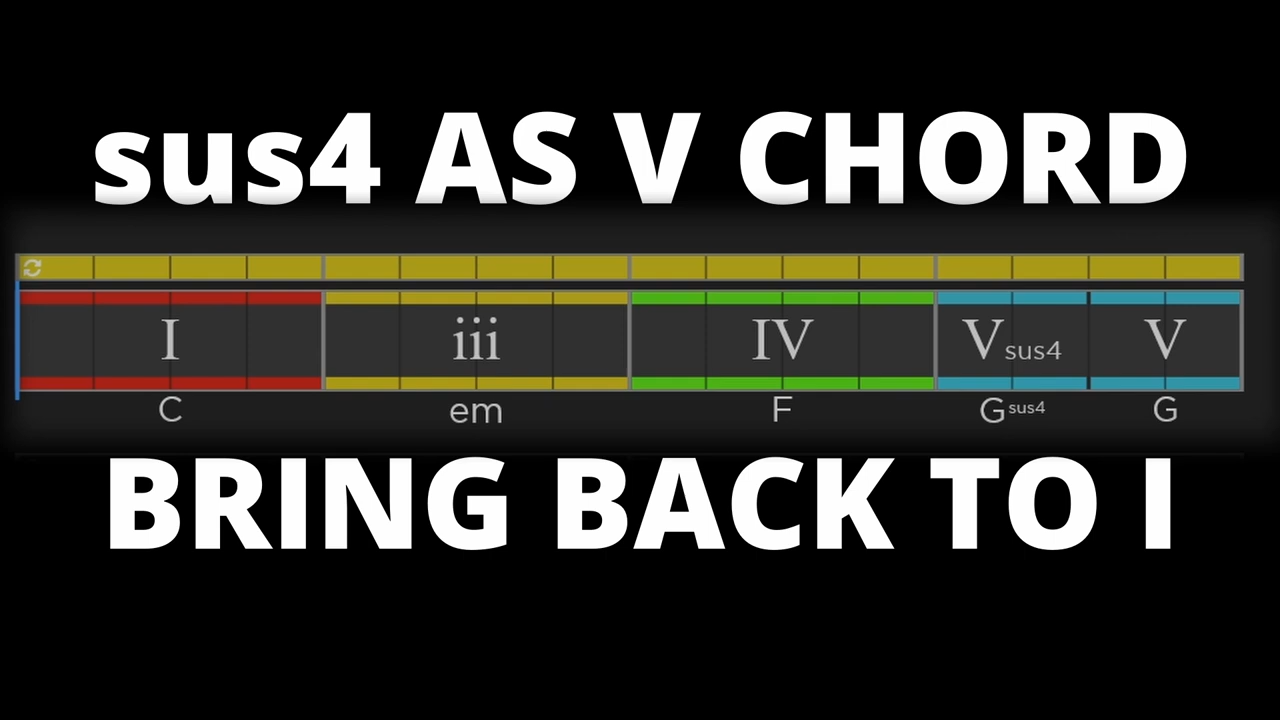 sus4 AS V CHORD
I iii IV Vsus4 V
C em F Gsus4 G
BRING BACK TO I